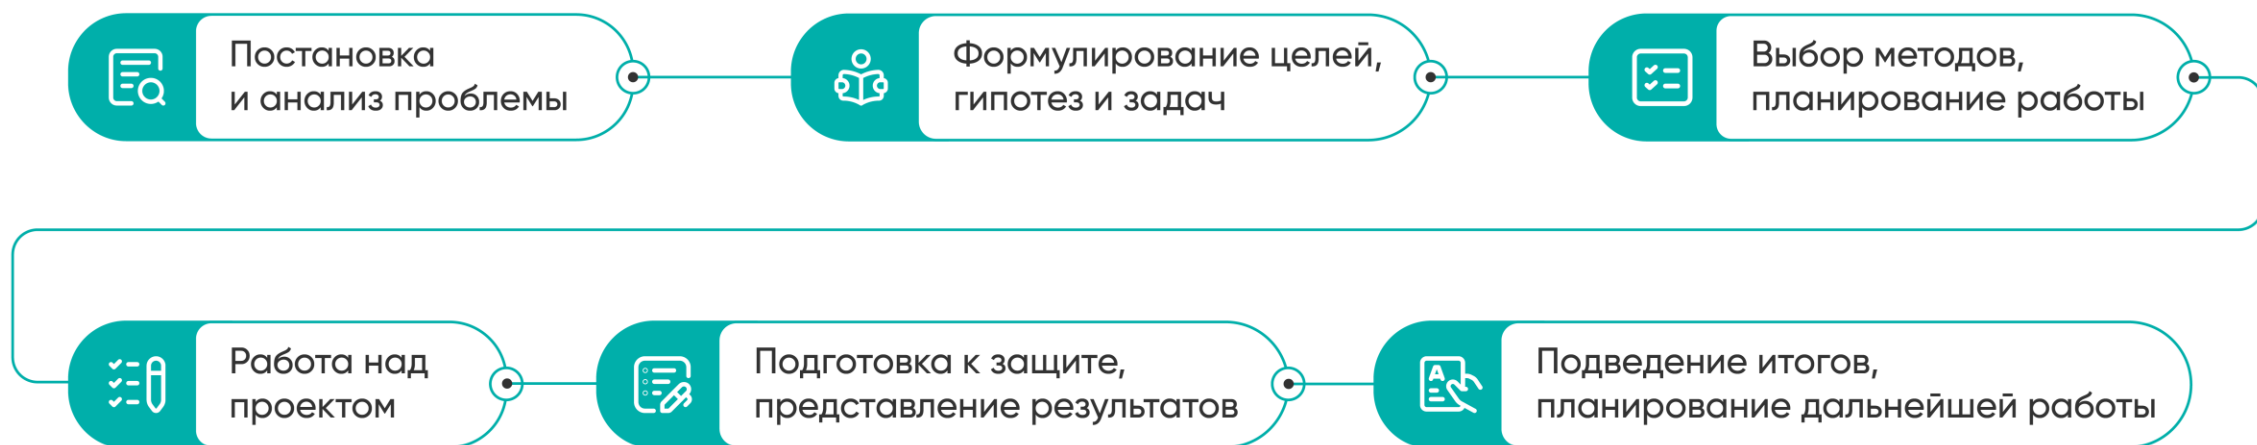 Постановка
и анализ проблемы
Формулирование целей,
гипотез и задач
Выбор методов,
планирование работы
Работа над
проектом
Подготовка к защите,
представление результатов
Подведение итогов,
планирование дальнейшей работы